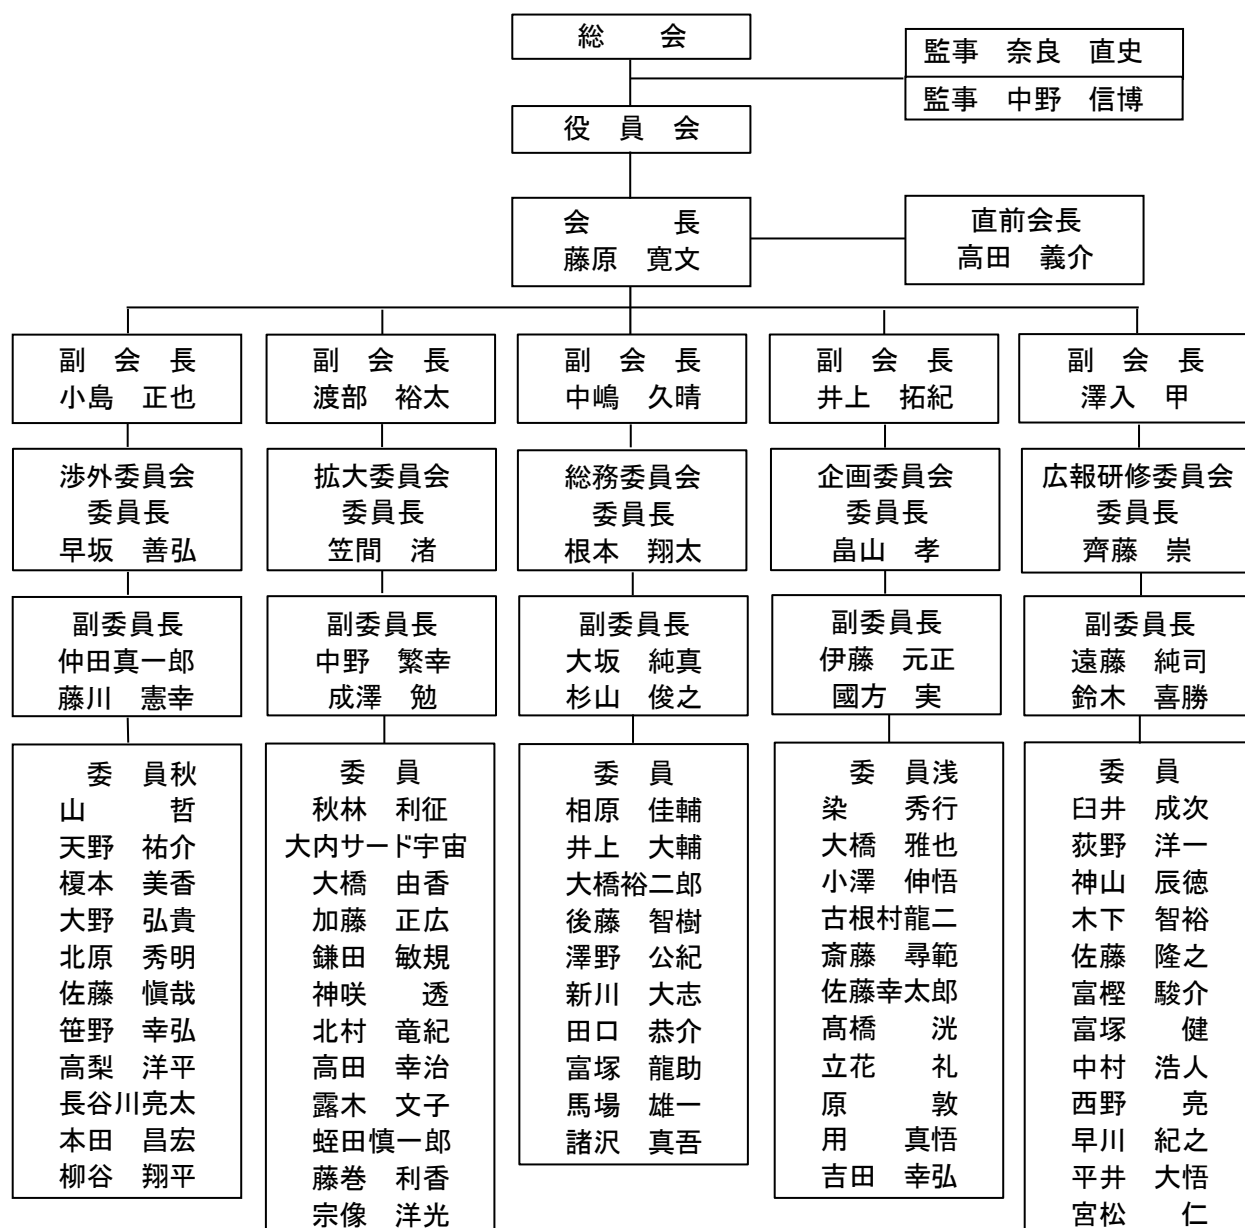 総　会
監事　奈良　直史
監事　中野　信博
役　員　会
会　長
藤原　寛文
直前会長
高田　義介
副　会　長
小島　正也
渉外委員会
委員長
早坂　善弘
副委員長
仲田真一郎
藤川　憲幸
委　員秋
山　哲
天野　祐介
榎本　美香
大野　弘貴
北原　秀明
佐藤　愼哉
笹野　幸弘
高梨　洋平
長谷川亮太
本田　昌宏
柳谷　翔平
副　会　長
渡部　裕太
拡大委員会
委員長
笠間　渚
副委員長
中野　繁幸
成澤　勉
委　員
秋林　利征
大内サード宇宙
大橋　由香
加藤　正広
鎌田　敏規
神咲　透
北村　竜紀
高田　幸治
露木　文子
蛭田慎一郎
藤巻　利香
宗像　洋光
副　会　長
中嶋　久晴
総務委員会
委員長
根本　翔太
副委員長
大坂　純真
杉山　俊之
委　員
相原　佳輔
井上　大輔
大橋裕二郎
後藤　智樹
澤野　公紀
新川　大志
田口　恭介
富塚　龍助
馬場　雄一
諸沢　真吾
副　会　長
井上　拓紀
企画委員会
委員長
畠山　孝
副委員長
伊藤　元正
國方　実
委　員浅
染　秀行
大橋　雅也
小澤　伸悟
古根村龍二
斎藤　尋範
佐藤幸太郎
髙橋　洸
立花　礼
原　敦
用　真悟
吉田　幸弘
副　会　長
澤入　甲
広報研修委員会
委員長
齊藤　崇
副委員長
遠藤　純司
鈴木　喜勝
委　員
臼井　成次
荻野　洋一
神山　辰徳
木下　智裕
佐藤　隆之
富樫　駿介
富塚　健
中村　浩人
西野　亮
早川　紀之
平井　大悟
宮松　仁